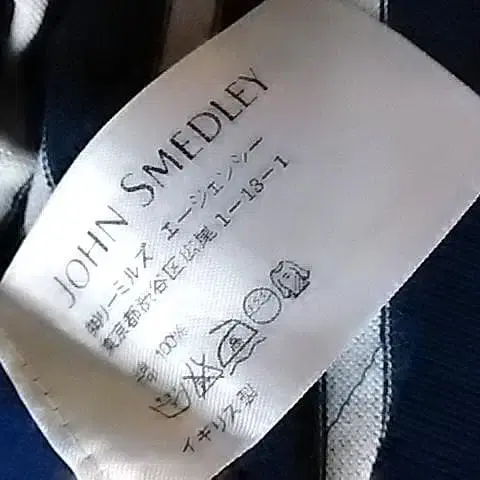 JOHN SMEDLEY
㈱リーミルズ エージェンシー
東京都渋谷区広尾 1-13-1
100%
イギリス製